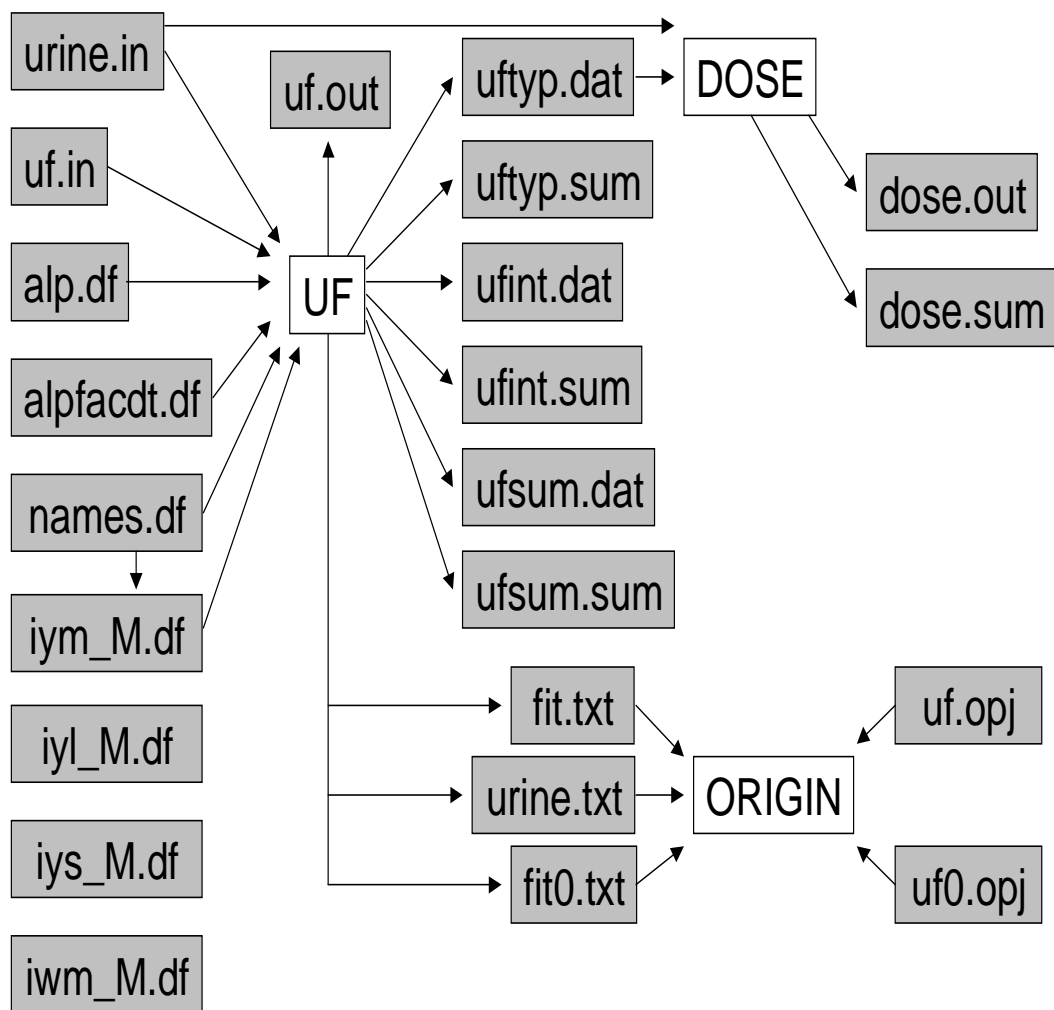 urine.in
uf.in
alp.df
alpfacdt.df
names.df
iym_M.df
iyl_M.df
iys_M.df
iwm_M.df
uf.out
UF
uftyp.dat
uftyp.sum
ufint.dat
ufint.sum
ufsum.dat
ufsum.sum
DOSE
dose.out
dose.sum
fit.txt
urine.txt
fit0.txt
ORIGIN
uf.opj
uf0.opj